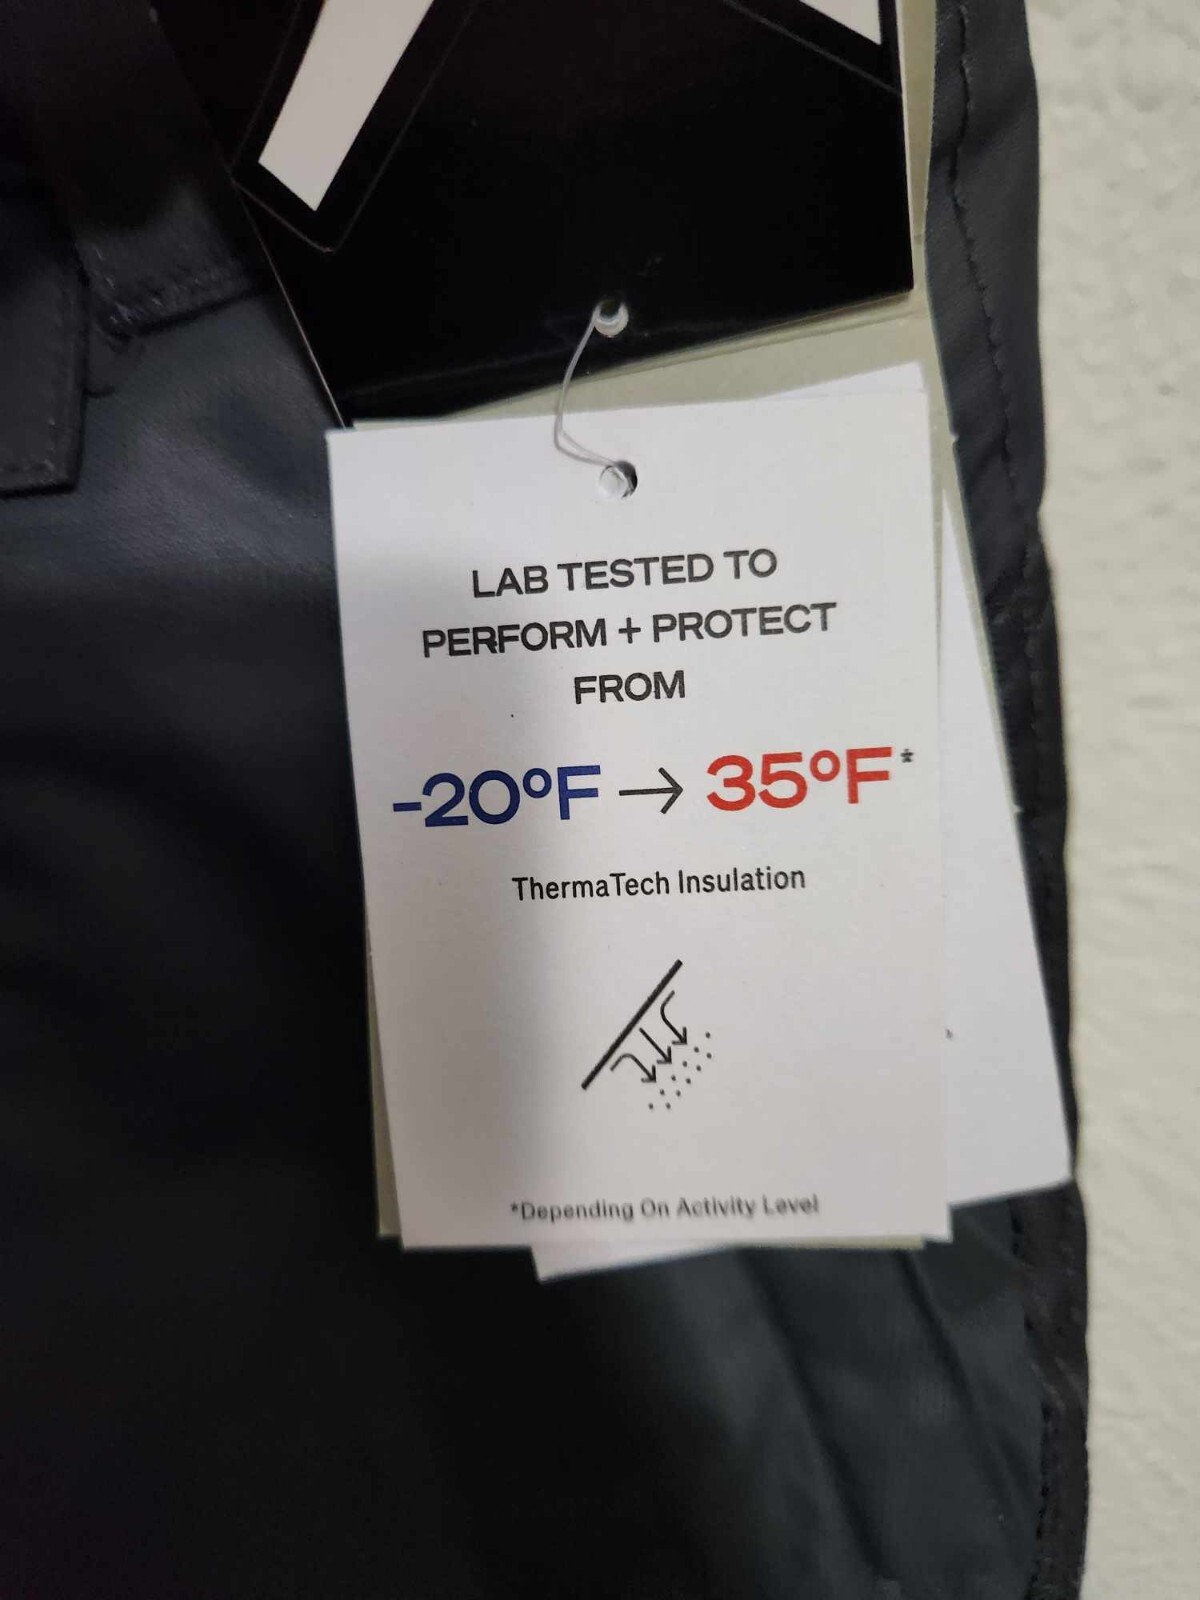 LAB TESTED TO
PERFORM + PROTECT
FROM
-20°F → 35°F*
ThermaTech Insulation
*Depending On Activity Level